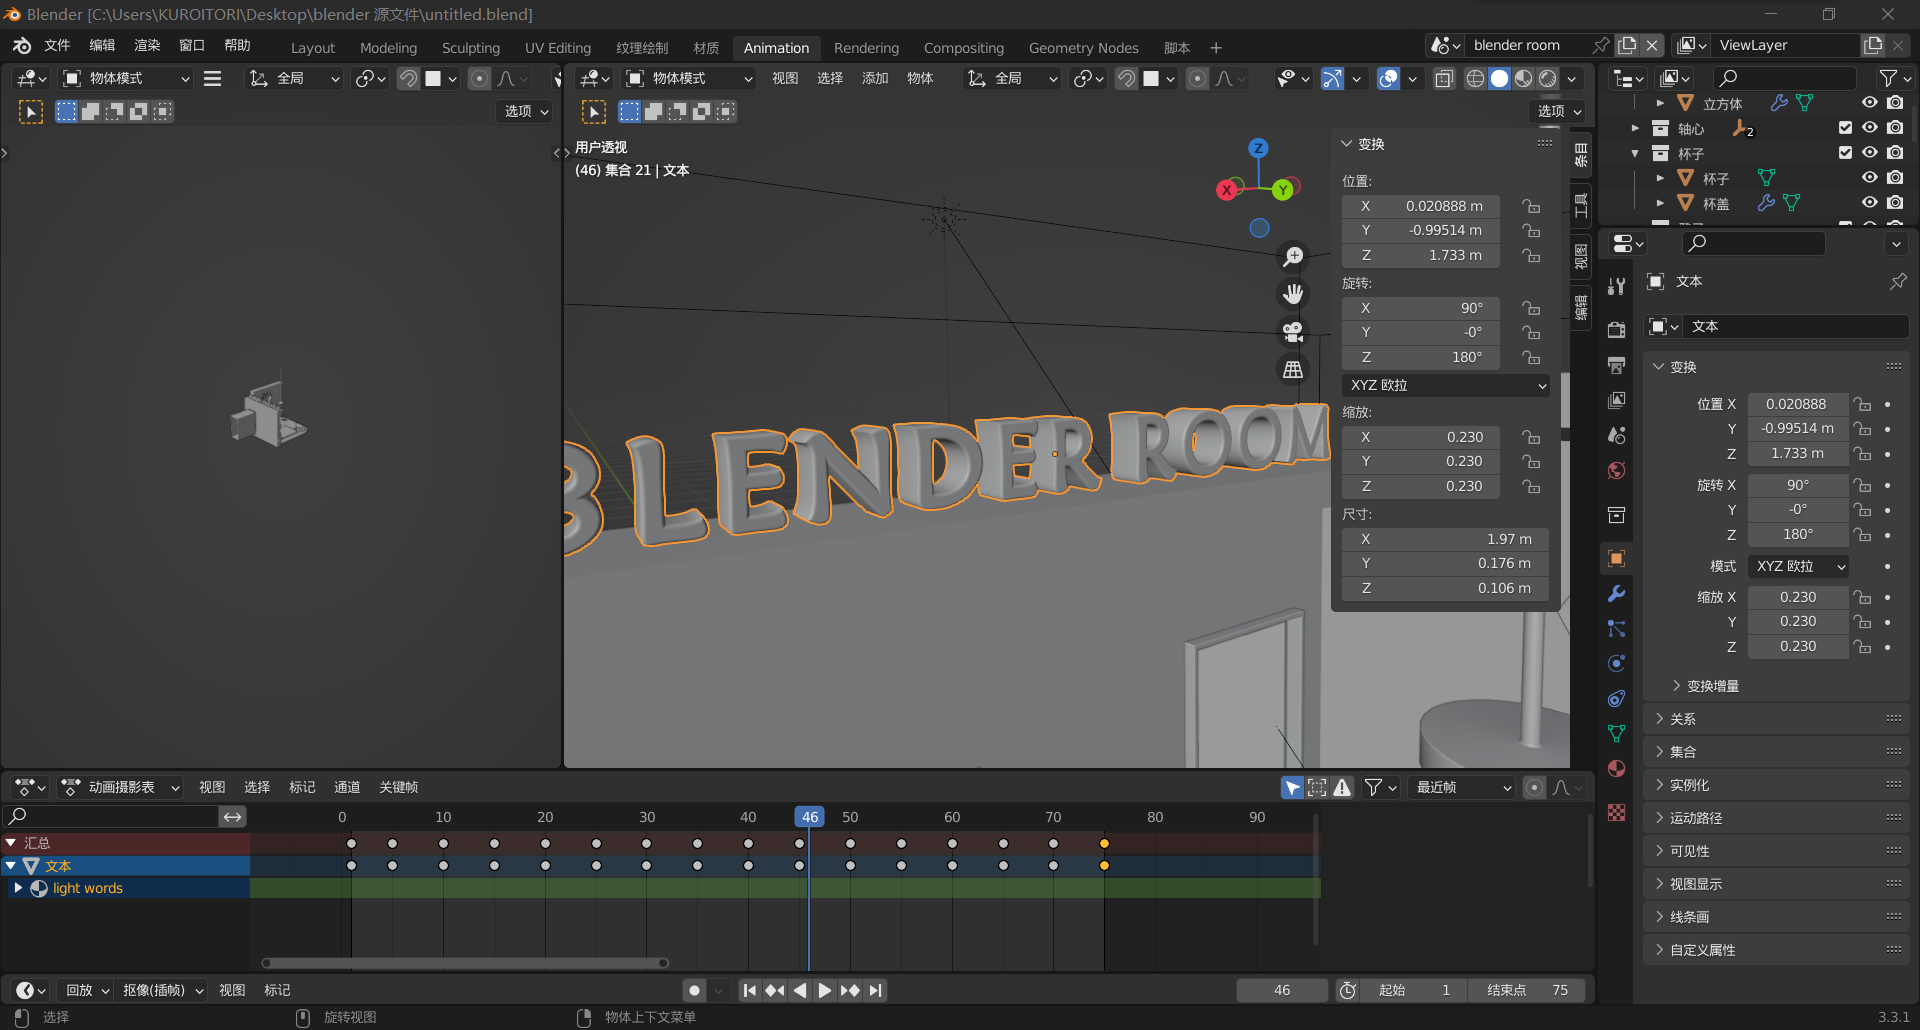 Blender [C:\Users\KUROITORI\Desktop\blender 源文件\untitled.blend]
文件 编辑 渲染 窗口 帮助 Layout Modeling Sculpting UV Editing 纹理绘制 材质 Animation Rendering Compositing Geometry Nodes 脚本 + blender room ViewLayer
物体模式 全局 物体模式 视图 选择 添加 物体 全局
选项 选项
用户透视
(46) 集合 21 | 文本
Z
X Y
BLENDER ROOM
变换
位置:
X 0.020888 m
Y -0.99514 m
Z 1.733 m
旋转:
X 90°
Y -0°
Z 180°
XYZ 欧拉
缩放:
X 0.230
Y 0.230
Z 0.230
尺寸:
X 1.97 m
Y 0.176 m
Z 0.106 m
条目
工具
视图
编辑
立方体
轴心 2
杯子
杯子
杯盖
文本
文本
变换
位置 X 0.020888
Y -0.99514 m
Z 1.733 m
旋转 X 90°
Y -0°
Z 180°
模式 XYZ 欧拉
缩放 X 0.230
Y 0.230
Z 0.230
变换增量
关系
集合
实例化
运动路径
可见性
视图显示
线条画
自定义属性
动画摄影表 视图 选择 标记 通道 关键帧 最近帧
0 10 20 30 40 46 50 60 70 80 90
汇总
文本
light words
回放 抠像(插帧) 视图 标记 46 起始 1 结束点 75
选择 旋转视图 物体上下文菜单 3.3.1